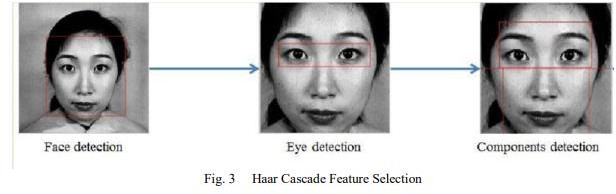 Face detection
Eye detection
Components detection
Fig. 3 Haar Cascade Feature Selection